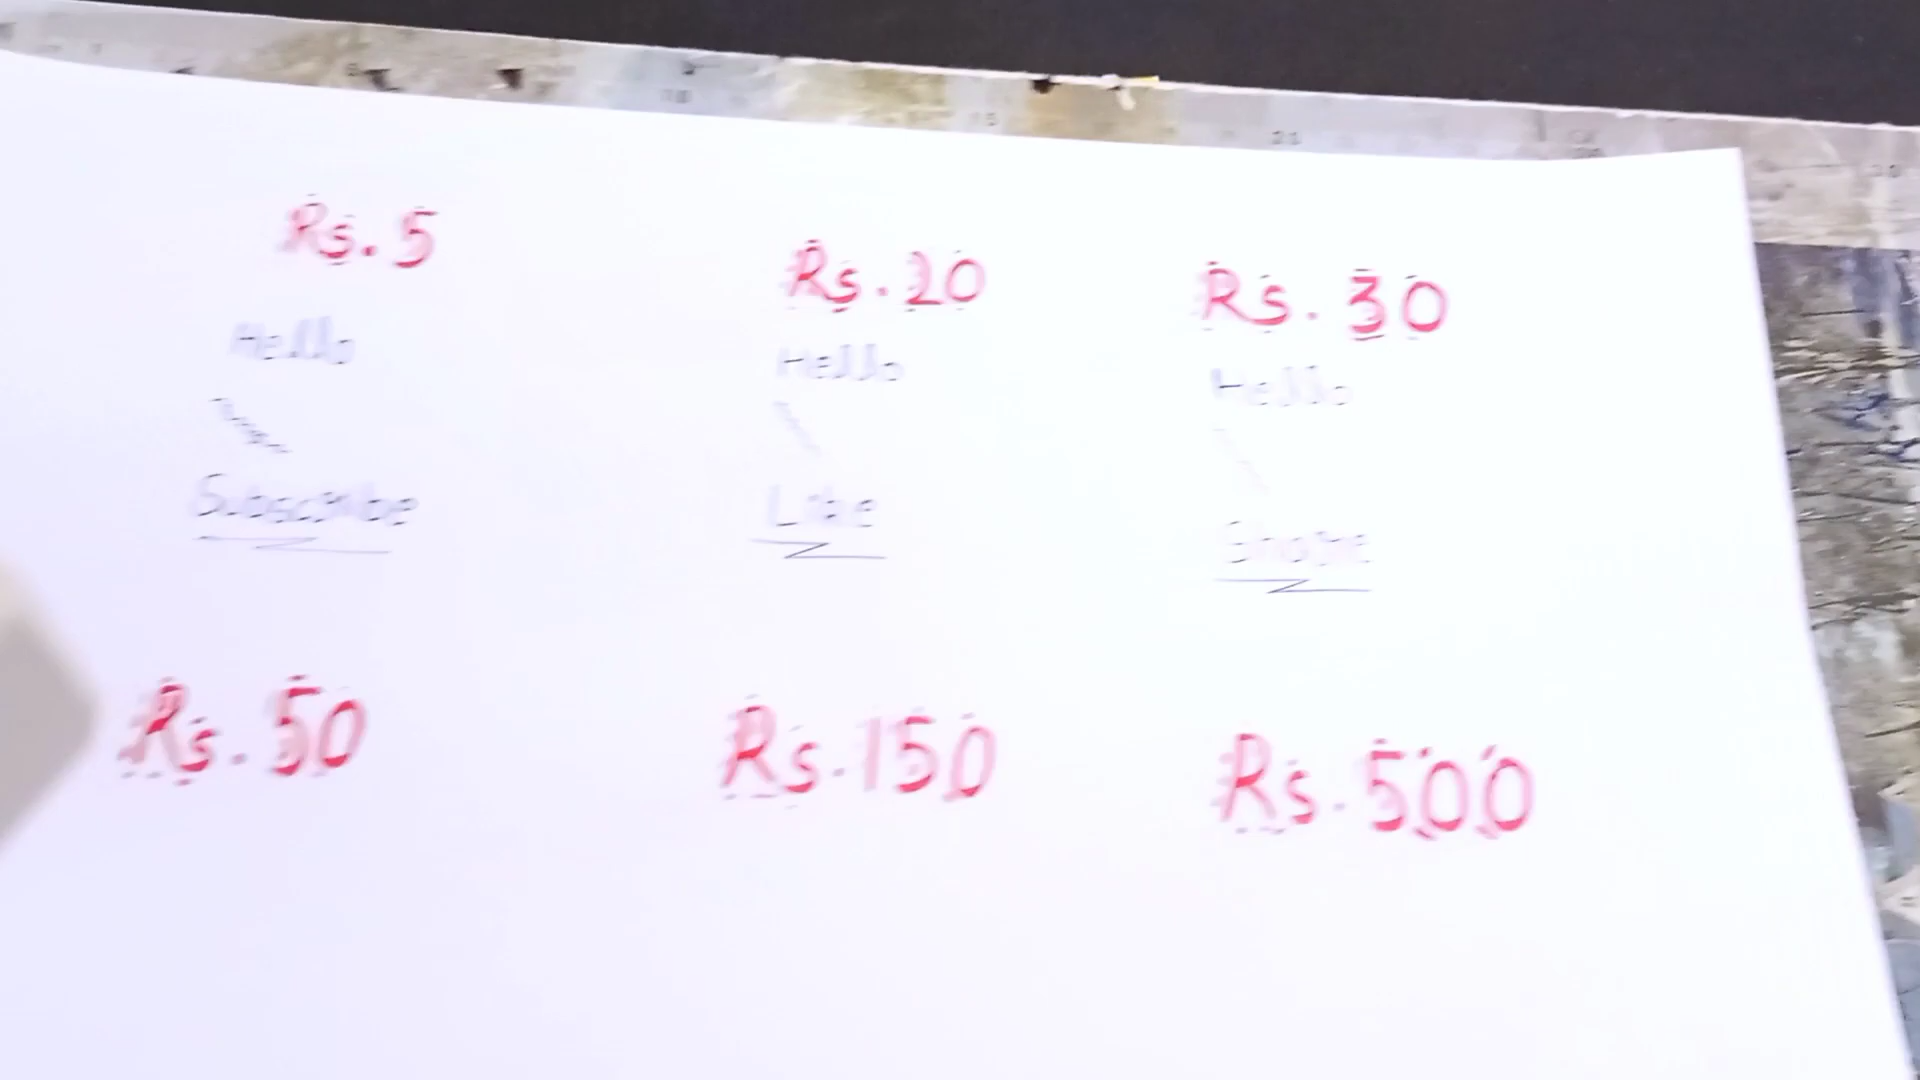 Rs. 5
Rs. 20
Rs. 30
Hello
Hello
Hello
Subscribe
Like
Share
Rs. 50
Rs. 150
Rs. 500